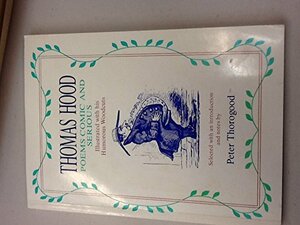 THOMAS HOOD
POEMS COMIC AND
SERIOUS
Illustrated with his
Humorous Woodcuts
Selected with an introduction
and notes by
Peter Thorogood